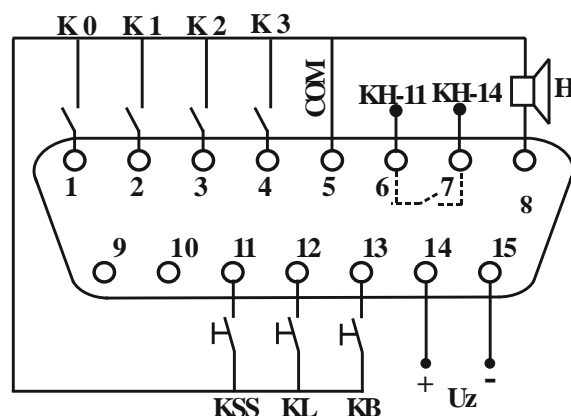 K 0 K 1 K 2 K 3
COM KH-11 KH-14 H
1 2 3 4 5 6 7 8
9 10 11 12 13 14 15
+ -
KSS KL KB Uz